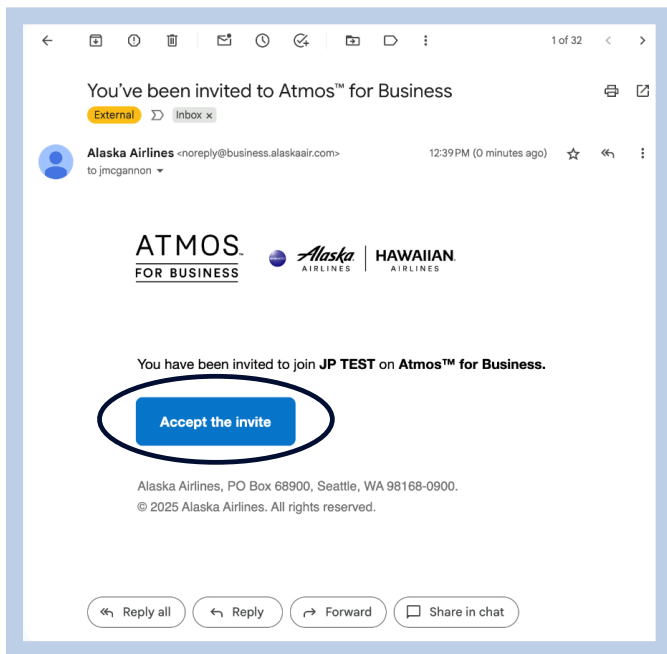 1 of 32
You’ve been invited to Atmos™ for Business
External Inbox x
Alaska Airlines <noreply@business.alaskaair.com> 12:39 PM (0 minutes ago)
to jmcgannon
ATMOS™
FOR BUSINESS
Alaska
AIRLINES
HAWAIIAN
AIRLINES
You have been invited to join JP TEST on Atmos™ for Business.
Accept the invite
Alaska Airlines, PO Box 68900, Seattle, WA 98168-0900.
© 2025 Alaska Airlines. All rights reserved.
Reply all Reply Forward Share in chat